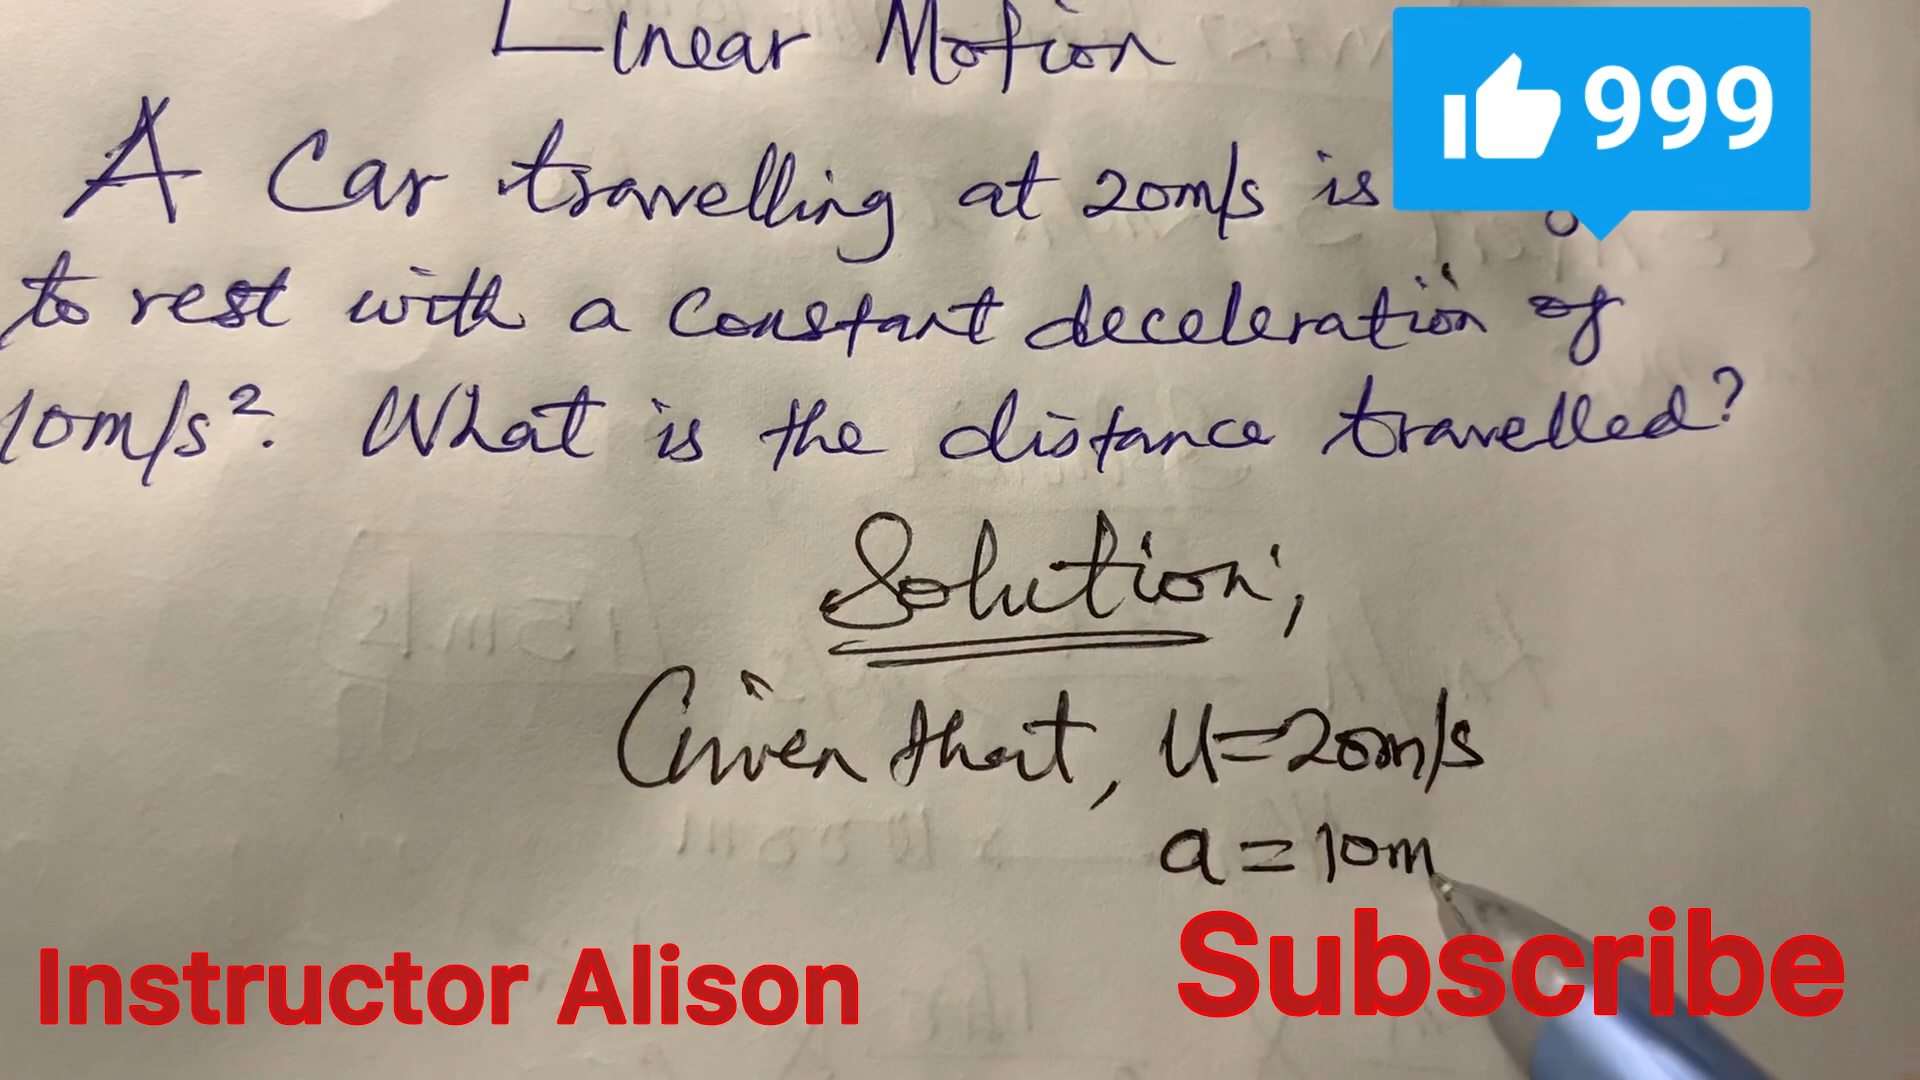 Linear Motion
999
A Car travelling at 20m/s is
to rest with a constant deceleration of
10m/s². What is the distance travelled?
Solution;
Given that, u=20m/s
a=10m
Instructor Alison
Subscribe